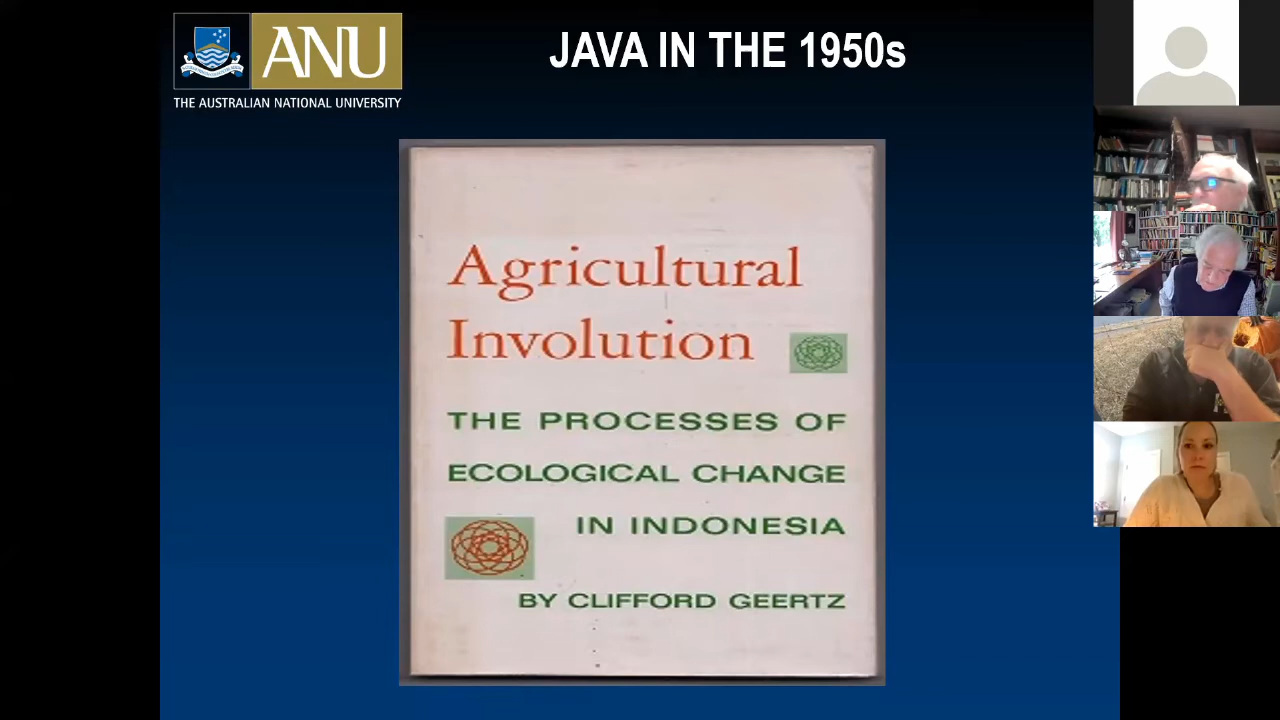 ANU
THE AUSTRALIAN NATIONAL UNIVERSITY
JAVA IN THE 1950s
Agricultural
Involution
THE PROCESSES OF
ECOLOGICAL CHANGE
IN INDONESIA
BY CLIFFORD GEERTZ